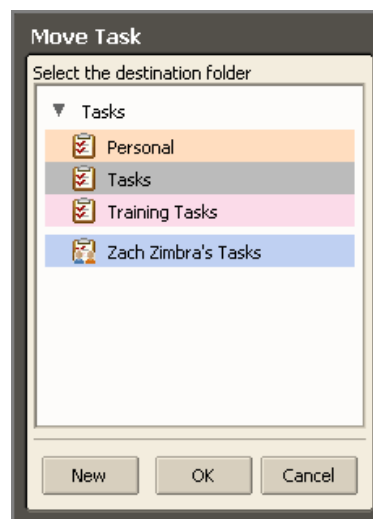 Move Task
Select the destination folder
Tasks
Personal
Tasks
Training Tasks
Zach Zimbra's Tasks
New OK Cancel